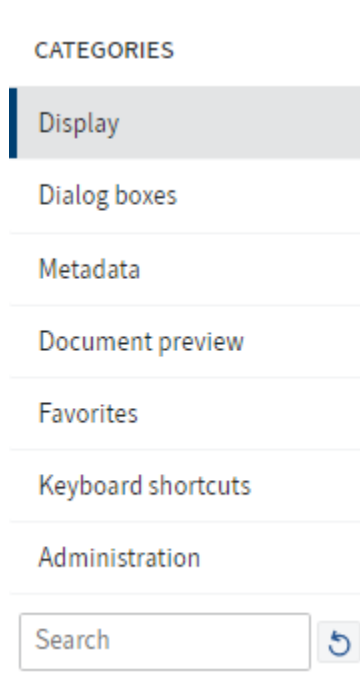 CATEGORIES
Display
Dialog boxes
Metadata
Document preview
Favorites
Keyboard shortcuts
Administration
Search